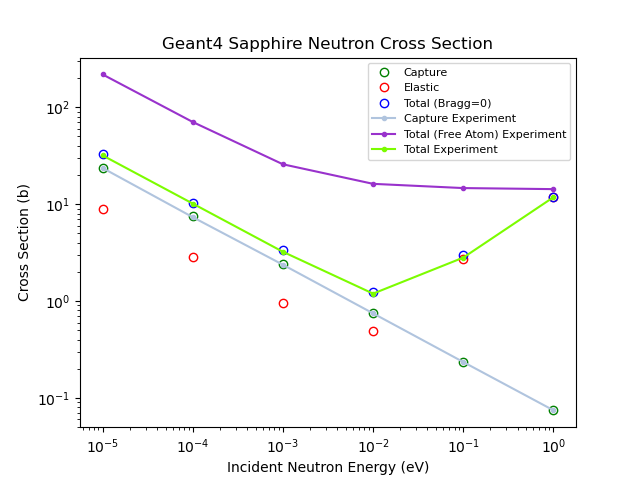 Geant4 Sapphire Neutron Cross Section
Capture
Elastic
Total (Bragg=0)
Capture Experiment
Total (Free Atom) Experiment
Total Experiment
Cross Section (b)
10²
10¹
10⁰
10⁻¹
10⁻⁵ 10⁻⁴ 10⁻³ 10⁻² 10⁻¹ 10⁰
Incident Neutron Energy (eV)